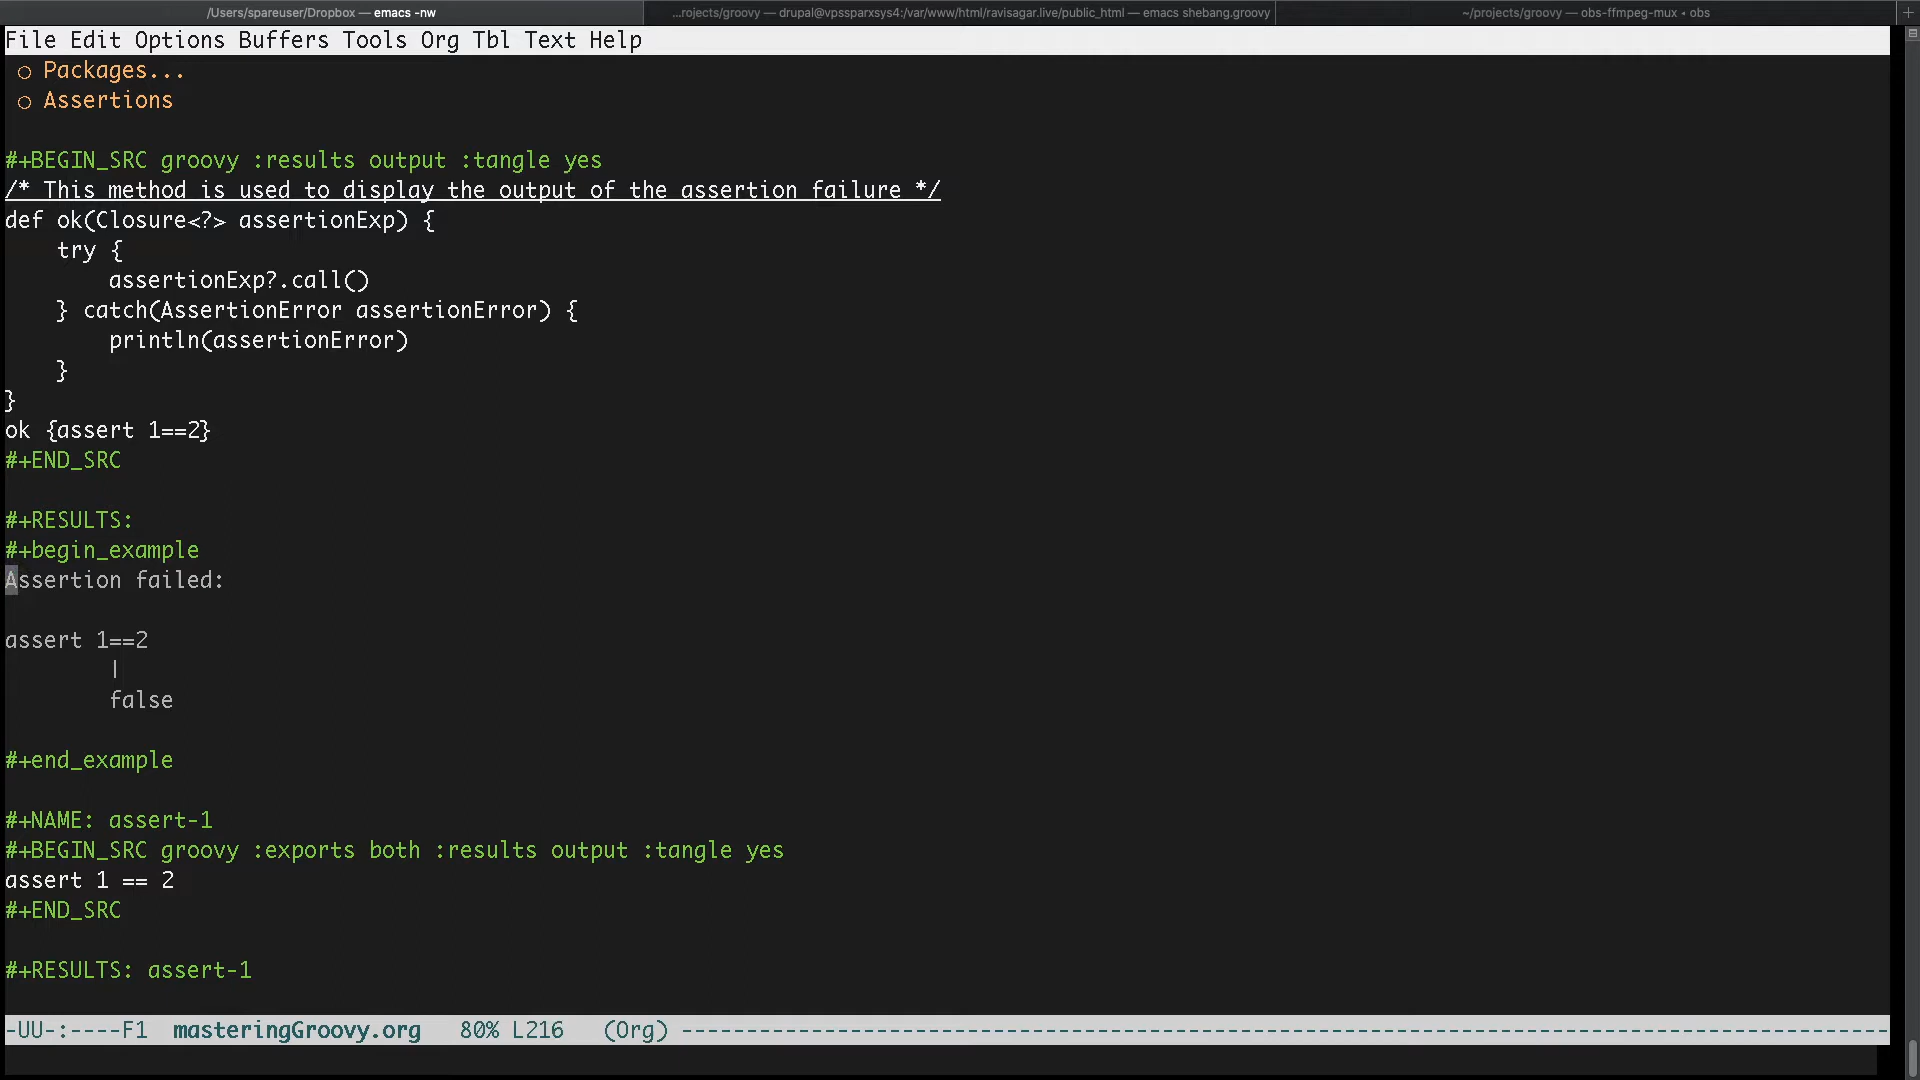 /Users/spareuser/Dropbox — emacs -nw
...rojects/groovy — drupal@vpssparxsys4:/var/www/html/ravisagar.live/public_html — emacs shebang.groovy
~/projects/groovy — obs-ffmpeg-mux ◂ obs
File Edit Options Buffers Tools Org Tbl Text Help
○ Packages...
○ Assertions
#+BEGIN_SRC groovy :results output :tangle yes
/* This method is used to display the output of the assertion failure */
def ok(Closure<?> assertionExp) {
    try {
        assertionExp?.call()
    } catch(AssertionError assertionError) {
        println(assertionError)
    }
}
ok {assert 1==2}
#+END_SRC
#+RESULTS:
#+begin_example
Assertion failed:
assert 1==2
        |
        false
#+end_example
#+NAME: assert-1
#+BEGIN_SRC groovy :exports both :results output :tangle yes
assert 1 == 2
#+END_SRC
#+RESULTS: assert-1
-UU-:----F1  masteringGroovy.org   80% L216   (Org) ---------------------------------------------------------------------------------------------